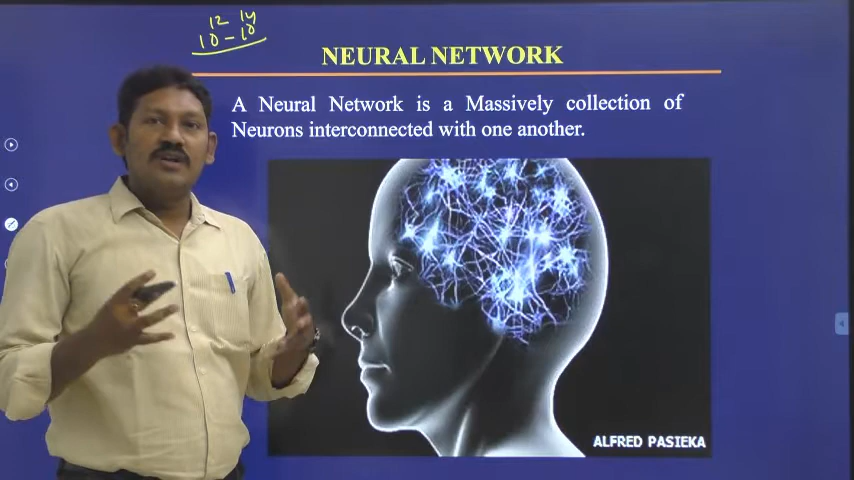 12 14
10 - 10
NEURAL NETWORK
A Neural Network is a Massively collection of
Neurons interconnected with one another.
ALFRED PASIEKA